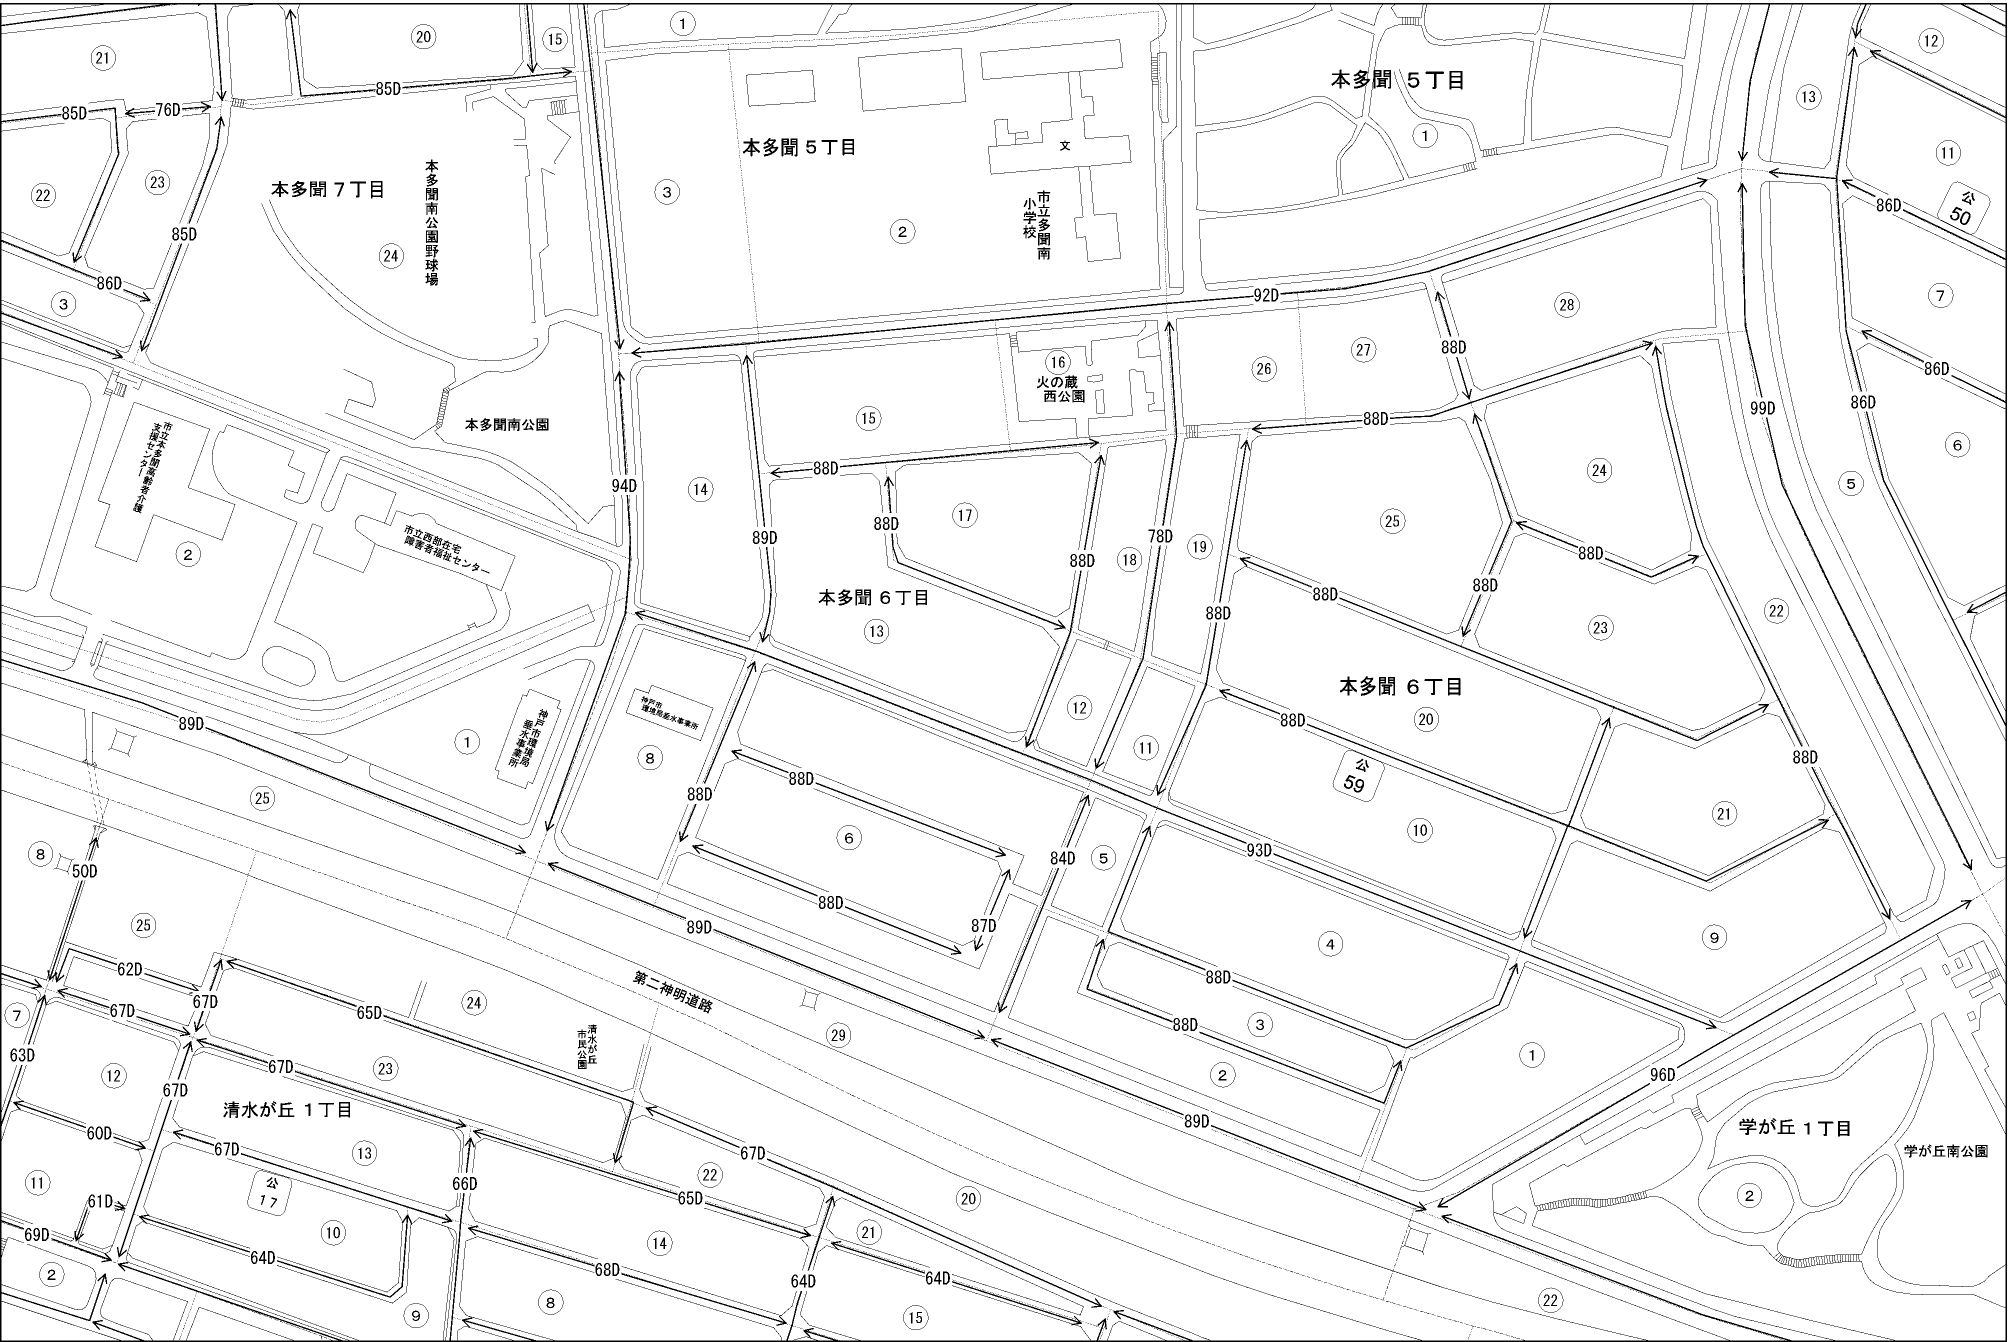 20
1
15
21
12
本多聞 5丁目
85D
13
85D
76D
本多聞 5丁目
文
1
11
本多聞南公園野球場
23
22
本多聞 7丁目
3
市立多聞南
小学校
公
50
86D
85D
2
24
86D
3
92D
7
28
88D
27
16
火の蔵
西公園
26
86D
86D
99D
15
88D
本多聞南公園
6
市立本多聞高齢者介護
支援センター
88D
24
94D
14
5
17
25
88D
市立西部在宅
障害者福祉センター
89D
78D
19
2
88D
18
88D
88D
88D
88D
本多聞 6丁目
88D
22
13
23
本多聞 6丁目
神戸市
環境局垂水事業所
12
20
88D
89D
神戸市環境局
垂水事業所
1
11
8
88D
公
59
88D
88D
25
21
10
6
93D
8
84D
5
50D
88D
25
87D
89D
9
4
62D
88D
第二神明道路
67D
65D
24
67D
7
88D
3
29
清水が丘
市民公園
63D
1
67D
23
12
2
96D
67D
清水が丘 1丁目
89D
学が丘 1丁目
60D
67D
13
67D
学が丘南公園
22
11
66D
公
17
65D
20
2
61D
69D
10
21
14
64D
68D
64D
64D
2
8
22
9
15